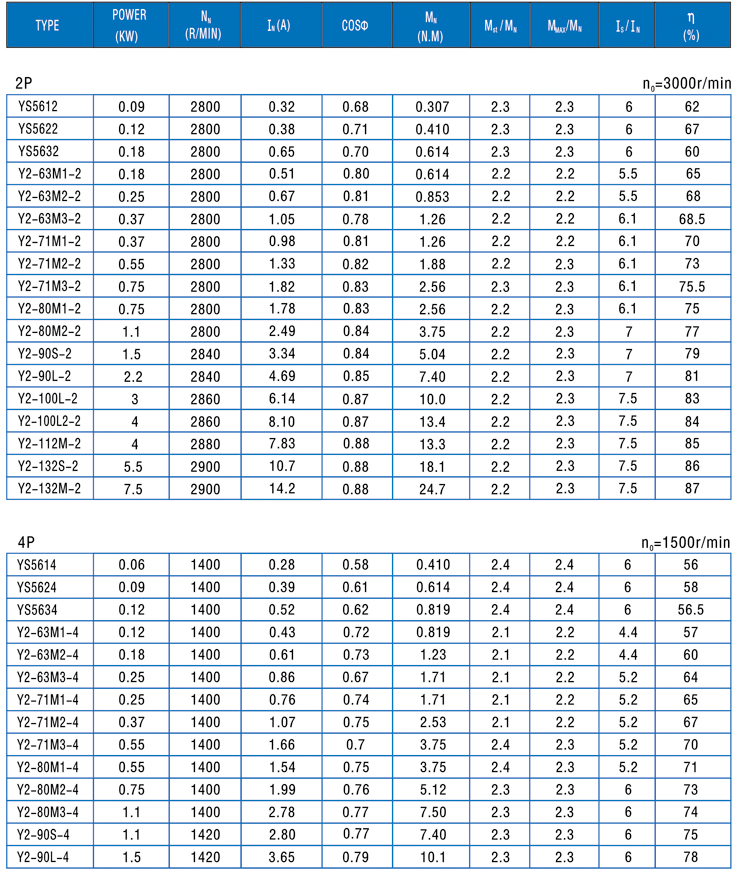 TYPE POWER (KW) N_N (R/MIN) I_N(A) COSΦ M_N (N.M) M_st/M_N M_MAX/M_N I_S/I_N η (%)
2P n₀=3000r/min
YS5612 0.09 2800 0.32 0.68 0.307 2.3 2.3 6 62
YS5622 0.12 2800 0.38 0.71 0.410 2.3 2.3 6 67
YS5632 0.18 2800 0.65 0.70 0.614 2.3 2.3 6 60
Y2-63M1-2 0.18 2800 0.51 0.80 0.614 2.2 2.2 5.5 65
Y2-63M2-2 0.25 2800 0.67 0.81 0.853 2.2 2.2 5.5 68
Y2-63M3-2 0.37 2800 1.05 0.78 1.26 2.2 2.2 6.1 68.5
Y2-71M1-2 0.37 2800 0.98 0.81 1.26 2.2 2.2 6.1 70
Y2-71M2-2 0.55 2800 1.33 0.82 1.88 2.2 2.3 6.1 73
Y2-71M3-2 0.75 2800 1.82 0.83 2.56 2.3 2.3 6.1 75.5
Y2-80M1-2 0.75 2800 1.78 0.83 2.56 2.2 2.3 6.1 75
Y2-80M2-2 1.1 2800 2.49 0.84 3.75 2.2 2.3 7 77
Y2-90S-2 1.5 2840 3.34 0.84 5.04 2.2 2.3 7 79
Y2-90L-2 2.2 2840 4.69 0.85 7.40 2.2 2.3 7 81
Y2-100L-2 3 2860 6.14 0.87 10.0 2.2 2.3 7.5 83
Y2-100L2-2 4 2860 8.10 0.87 13.4 2.2 2.3 7.5 84
Y2-112M-2 4 2880 7.83 0.88 13.3 2.2 2.3 7.5 85
Y2-132S-2 5.5 2900 10.7 0.88 18.1 2.2 2.3 7.5 86
Y2-132M-2 7.5 2900 14.2 0.88 24.7 2.2 2.3 7.5 87
4P n₀=1500r/min
YS5614 0.06 1400 0.28 0.58 0.410 2.4 2.4 6 56
YS5624 0.09 1400 0.39 0.61 0.614 2.4 2.4 6 58
YS5634 0.12 1400 0.52 0.62 0.819 2.4 2.4 6 56.5
Y2-63M1-4 0.12 1400 0.43 0.72 0.819 2.1 2.2 4.4 57
Y2-63M2-4 0.18 1400 0.61 0.73 1.23 2.1 2.2 4.4 60
Y2-63M3-4 0.25 1400 0.86 0.67 1.71 2.1 2.2 5.2 64
Y2-71M1-4 0.25 1400 0.76 0.74 1.71 2.1 2.2 5.2 65
Y2-71M2-4 0.37 1400 1.07 0.75 2.53 2.1 2.2 5.2 67
Y2-71M3-4 0.55 1400 1.66 0.7 3.75 2.4 2.3 5.2 70
Y2-80M1-4 0.55 1400 1.54 0.75 3.75 2.4 2.3 5.2 71
Y2-80M2-4 0.75 1400 1.99 0.76 5.12 2.3 2.3 6 73
Y2-80M3-4 1.1 1400 2.78 0.77 7.50 2.3 2.3 6 74
Y2-90S-4 1.1 1420 2.80 0.77 7.40 2.3 2.3 6 75
Y2-90L-4 1.5 1420 3.65 0.79 10.1 2.3 2.3 6 78